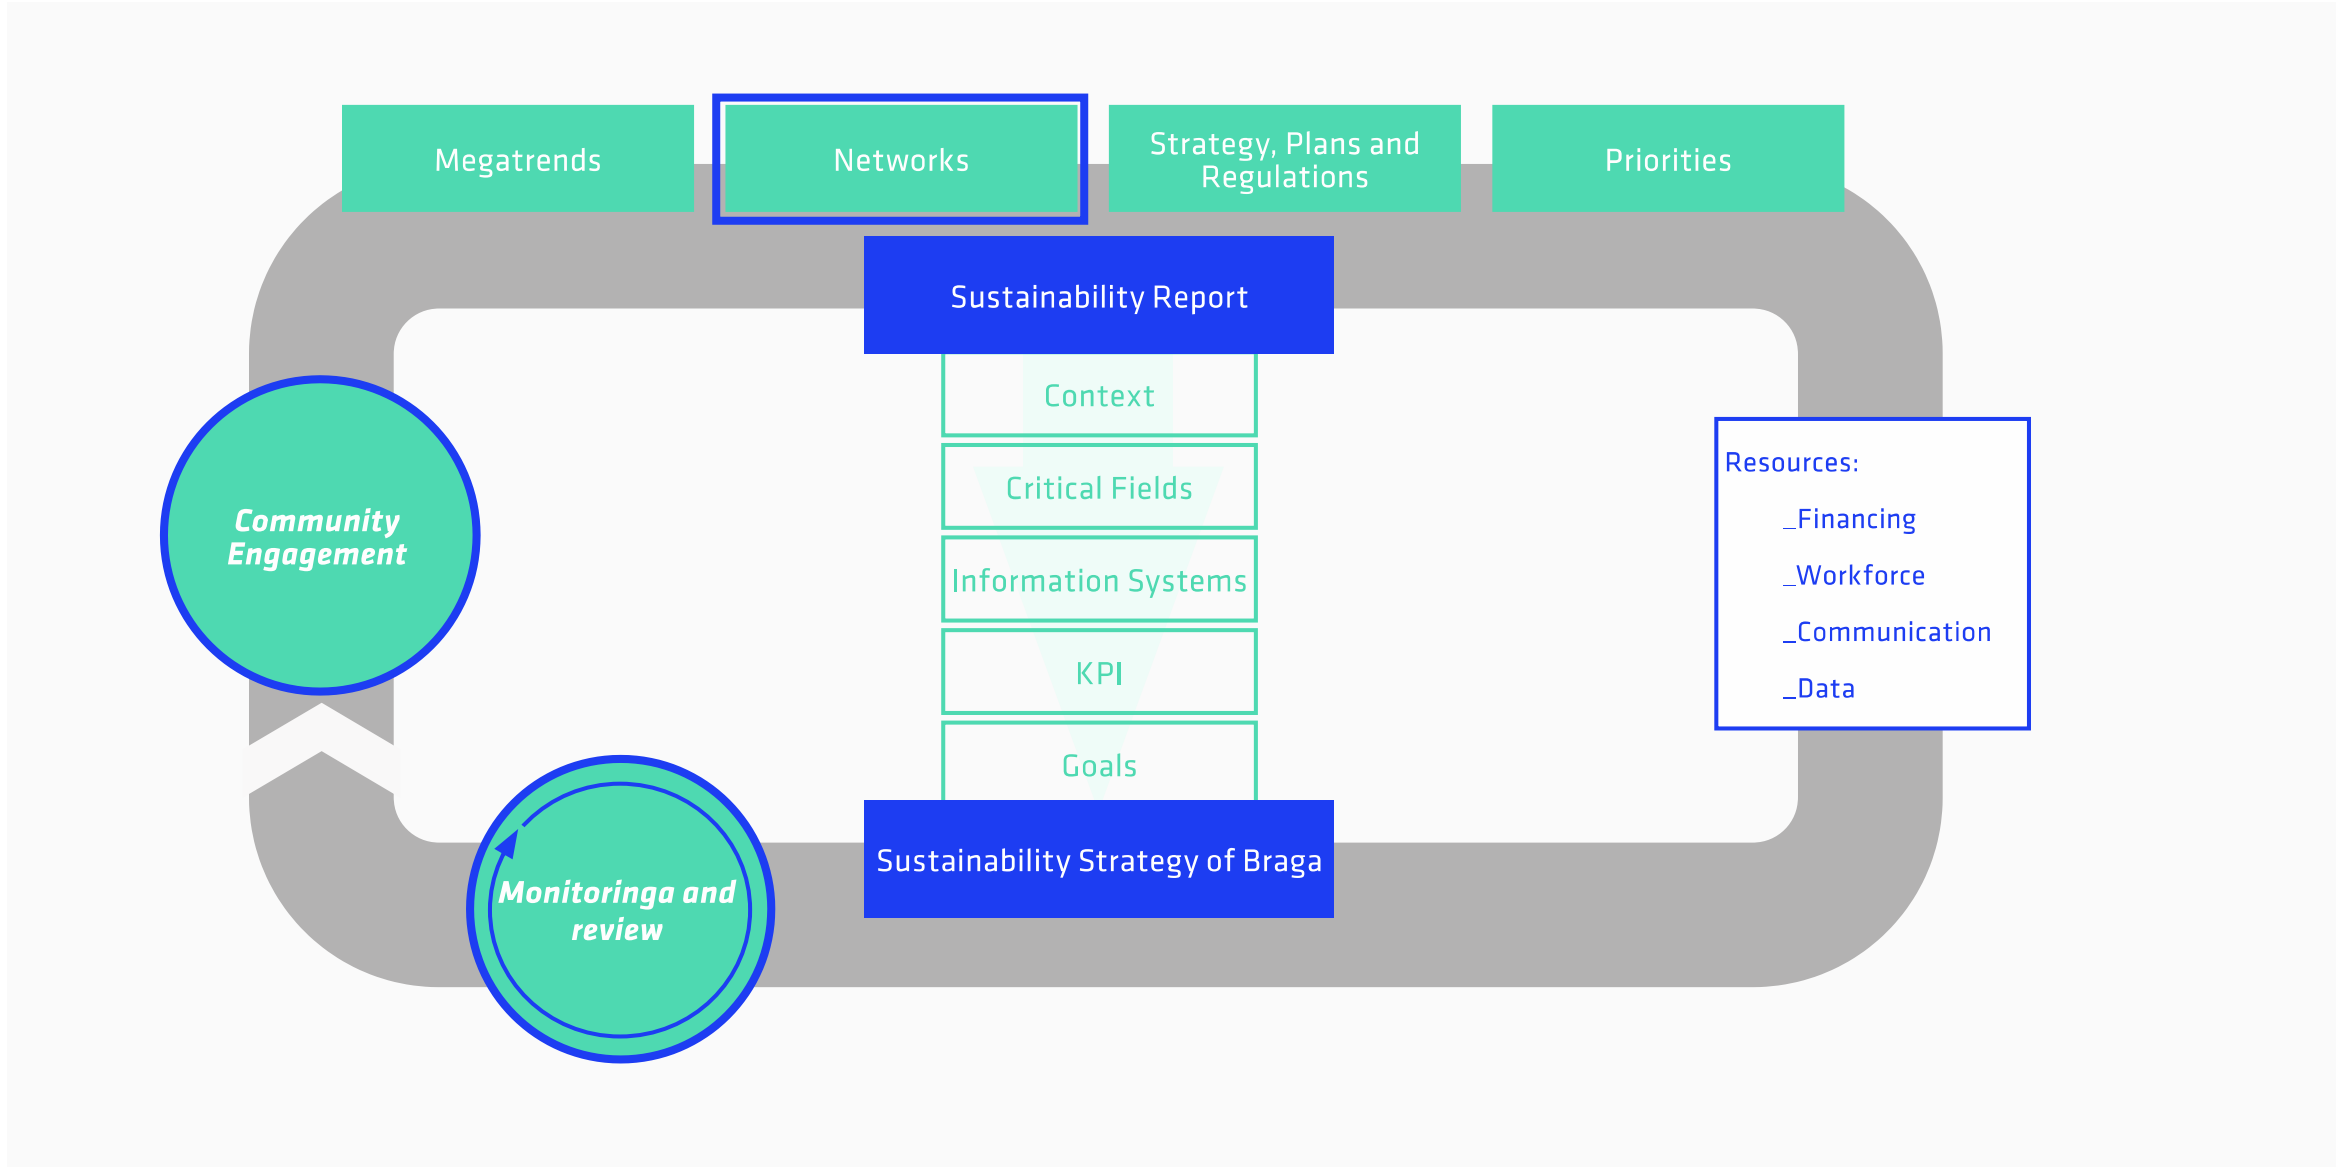 Megatrends
Networks
Strategy, Plans and
Regulations
Priorities
Sustainability Report
Context
Critical Fields
Information Systems
KPI
Goals
Sustainability Strategy of Braga
Community
Engagement
Monitoringa and
review
Resources:
_Financing
_Workforce
_Communication
_Data